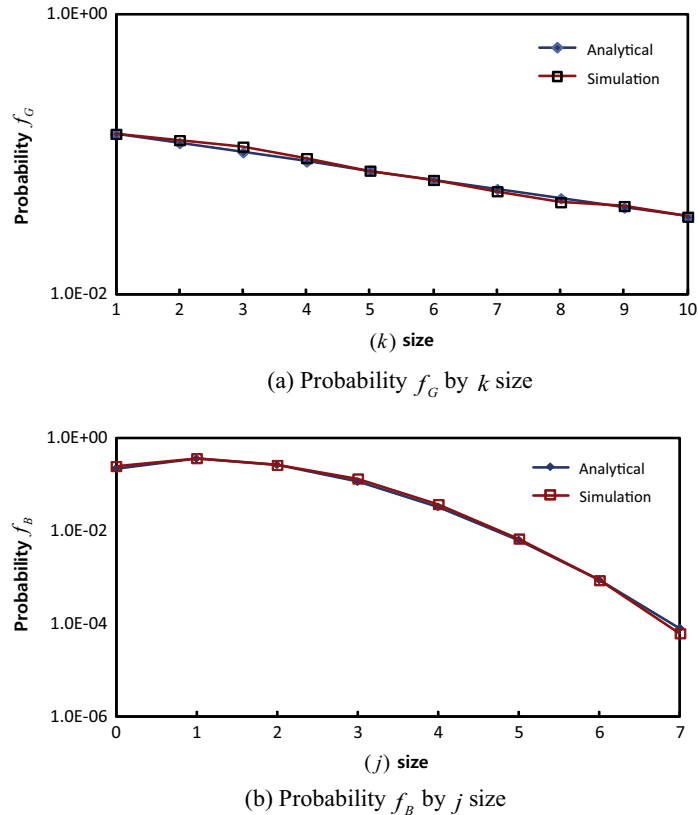 1.0E+00
Analytical
Simulation
Probability f_G
1.0E-02
1 2 3 4 5 6 7 8 9 10
(k) size
(a) Probability f_G by k size
1.0E+00
Analytical
Simulation
1.0E-02
Probability f_B
1.0E-04
1.0E-06
0 1 2 3 4 5 6 7
(j) size
(b) Probability f_B by j size